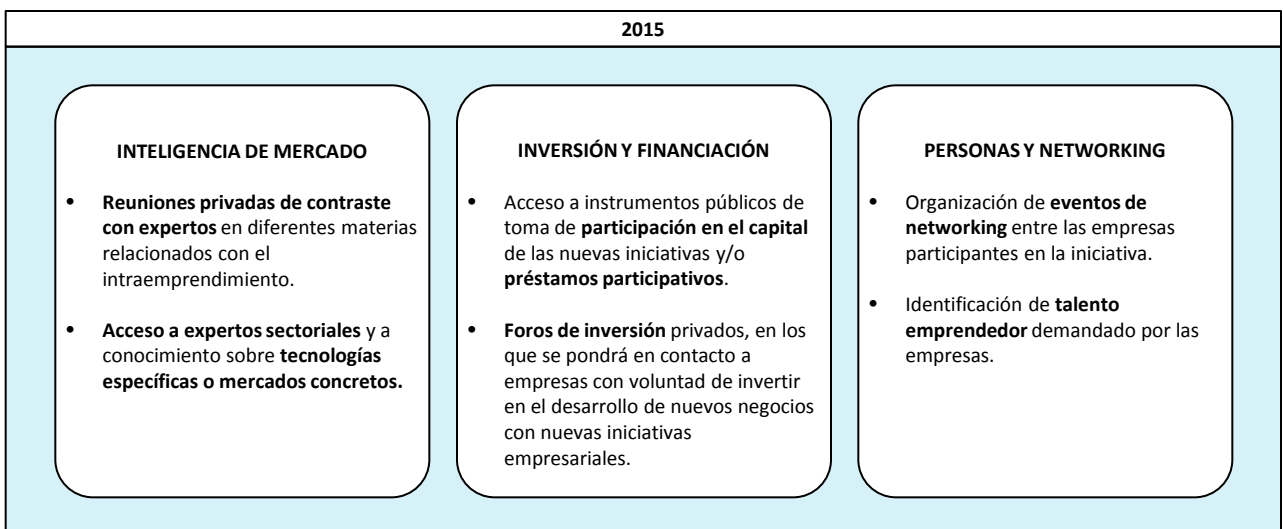 2015
INTELIGENCIA DE MERCADO
• Reuniones privadas de contraste
con expertos en diferentes materias
relacionados con el
intraemprendimiento.
• Acceso a expertos sectoriales y a
conocimiento sobre tecnologías
específicas o mercados concretos.
INVERSIÓN Y FINANCIACIÓN
• Acceso a instrumentos públicos de
toma de participación en el capital
de las nuevas iniciativas y/o
préstamos participativos.
• Foros de inversión privados, en los
que se pondrá en contacto a
empresas con voluntad de invertir
en el desarrollo de nuevos negocios
con nuevas iniciativas
empresariales.
PERSONAS Y NETWORKING
• Organización de eventos de
networking entre las empresas
participantes en la iniciativa.
• Identificación de talento
emprendedor demandado por las
empresas.